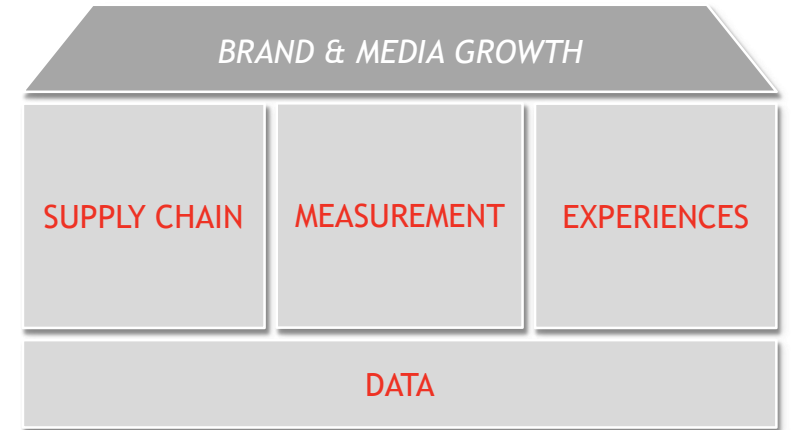 BRAND & MEDIA GROWTH
SUPPLY CHAIN
MEASUREMENT
EXPERIENCES
DATA